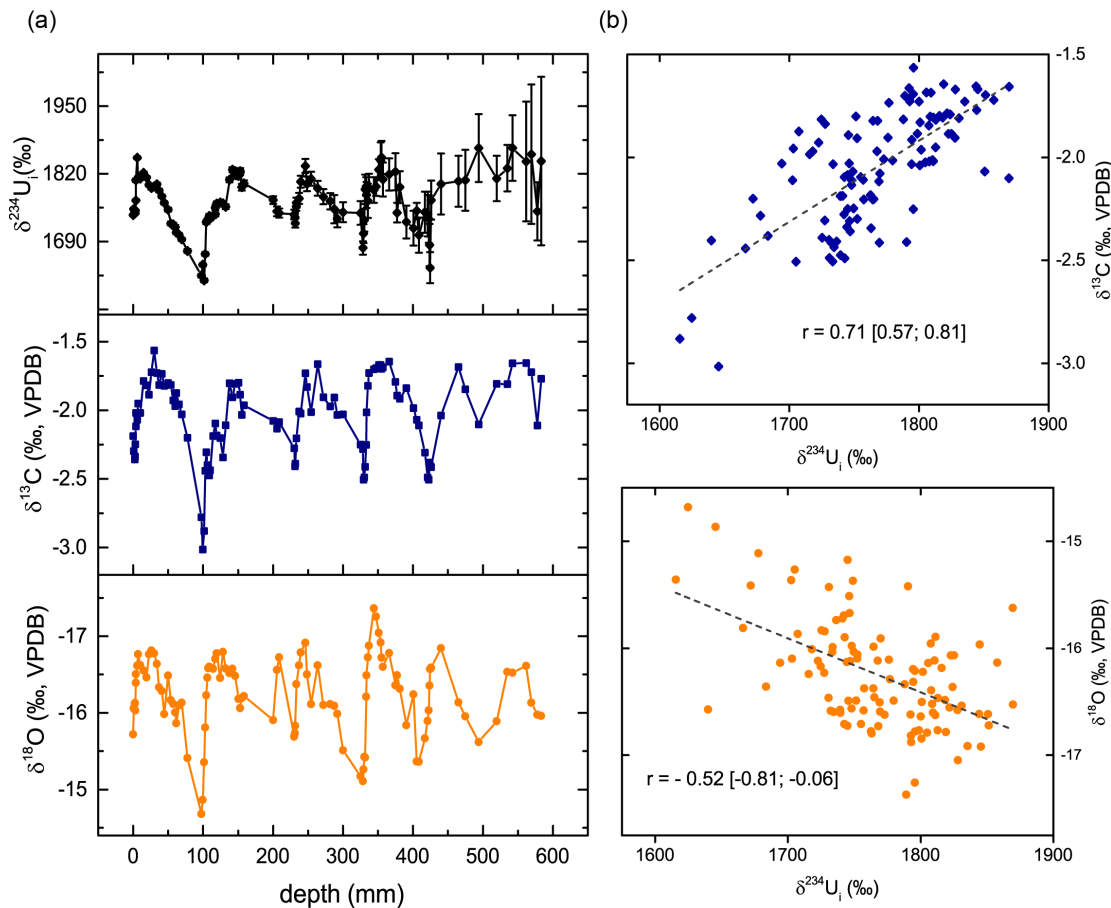 (a)
(b)
1950
1820
1690
δ²³⁴Uᵢ(‰)
-1.5
-2.0
-2.5
-3.0
δ¹³C (‰, VPDB)
-17
-16
-15
δ¹⁸O (‰, VPDB)
0 100 200 300 400 500 600
depth (mm)
-1.5
-2.0
-2.5
-3.0
δ¹³C (‰, VPDB)
r = 0.71 [0.57; 0.81]
1600 1700 1800 1900
δ²³⁴Uᵢ (‰)
-15
-16
-17
δ¹⁸O (‰, VPDB)
r = - 0.52 [-0.81; -0.06]
1600 1700 1800 1900
δ²³⁴Uᵢ (‰)